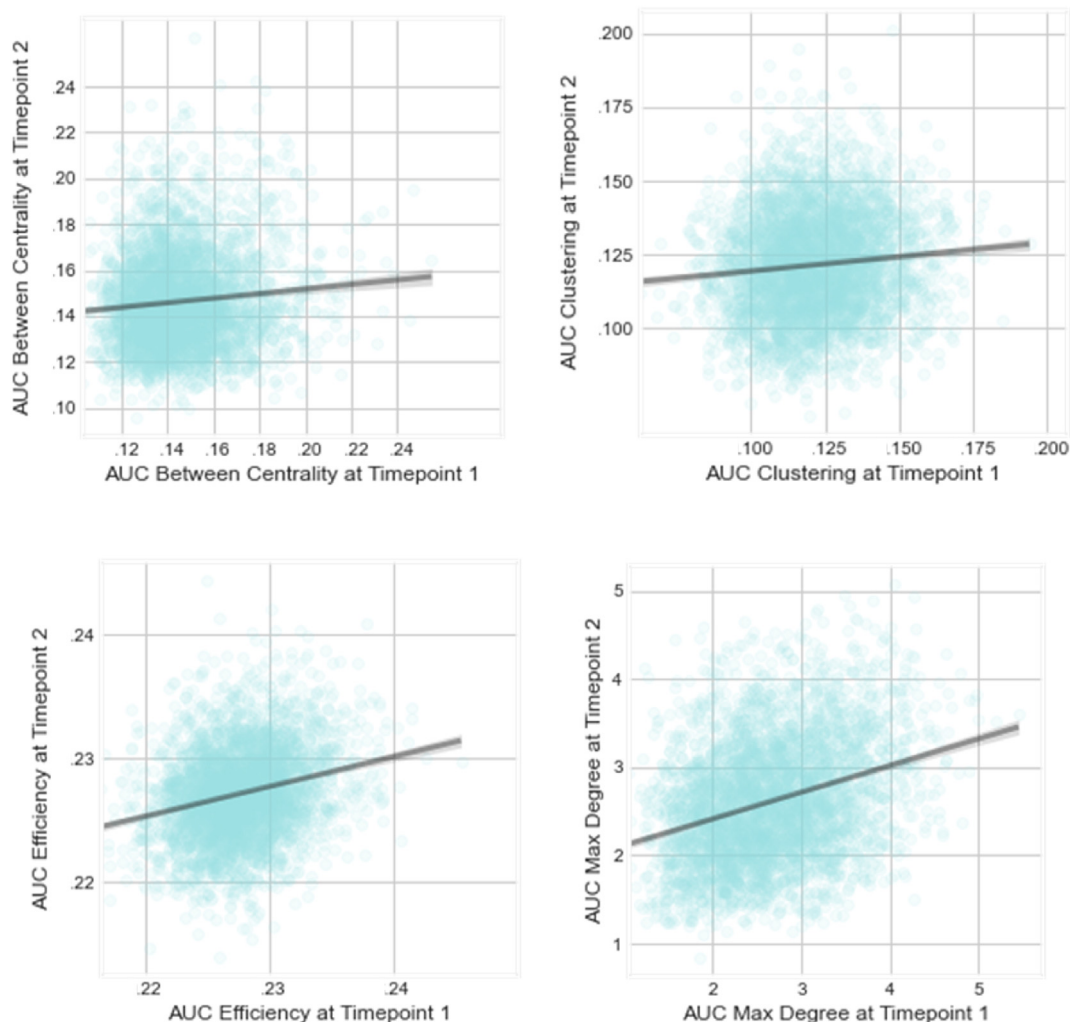 AUC Between Centrality at Timepoint 2
.24
.22
.20
.18
.16
.14
.12
.10
.12 .14 .16 .18 .20 .22 .24
AUC Between Centrality at Timepoint 1
AUC Clustering at Timepoint 2
.200
.175
.150
.125
.100
.100 .125 .150 .175 .200
AUC Clustering at Timepoint 1
AUC Efficiency at Timepoint 2
.24
.23
.22
.22 .23 .24
AUC Efficiency at Timepoint 1
AUC Max Degree at Timepoint 2
5
4
3
2
1
2 3 4 5
AUC Max Degree at Timepoint 1